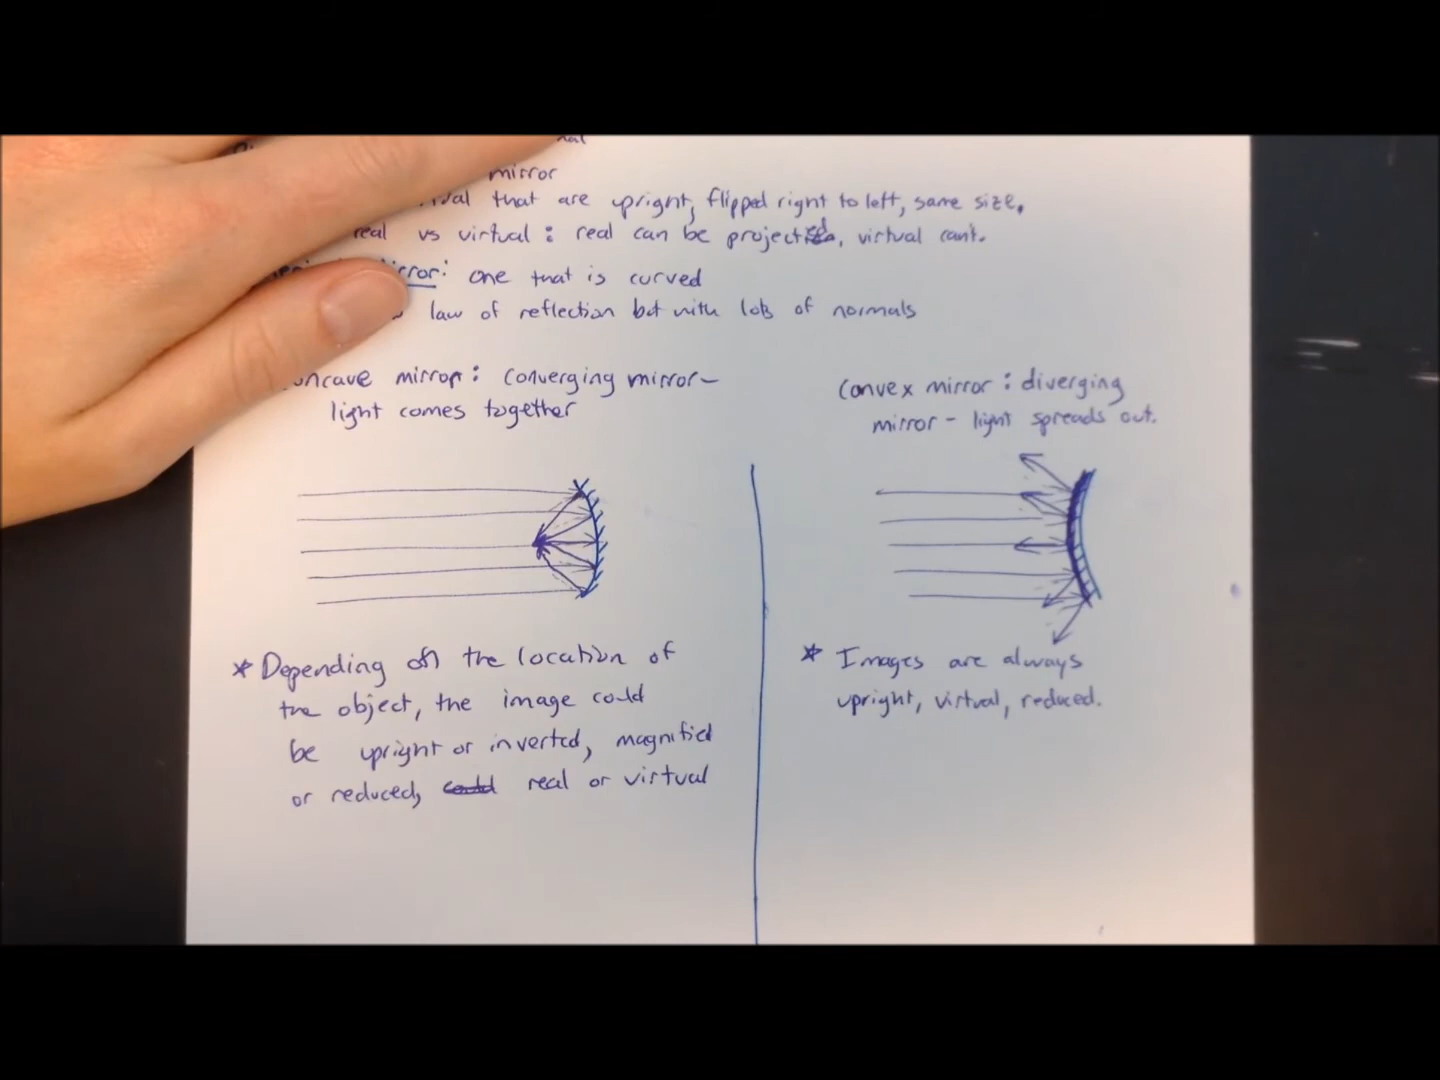 mirror
that are upright, flipped right to left, same size.
real vs virtual : real can be projected, virtual can't.
mirror: one that is curved
law of reflection but with lots of normals
concave mirror : converging mirror -
light comes together
convex mirror : diverging
mirror - light spreads out.
* Depending on the location of
the object, the image could
be upright or inverted, magnified
or reduced, could real or virtual
* Images are always
upright, virtual, reduced.